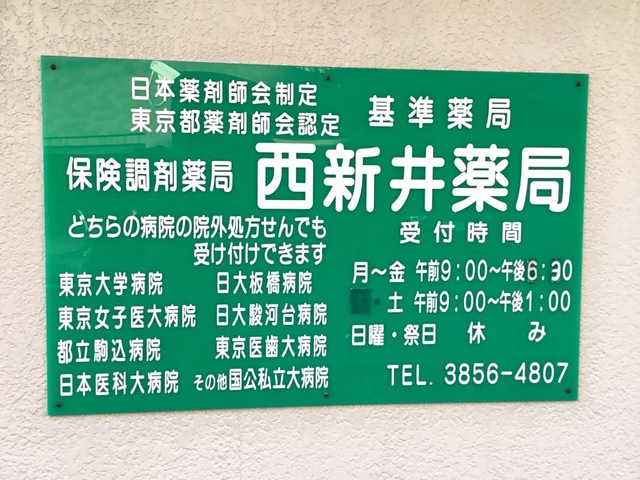 日本薬剤師会制定
東京都薬剤師会認定
基準薬局
保険調剤薬局
西新井薬局
どちらの病院の院外処方せんでも
受け付けできます
東京大学病院 日大板橋病院
東京女子医大病院 日大駿河台病院
都立駒込病院 東京医歯大病院
日本医科大病院 その他国公私立大病院
受付時間
月～金 午前9:00～午後6:30
・土 午前9:00～午後1:00
日曜・祭日 休み
TEL. 3856-4807